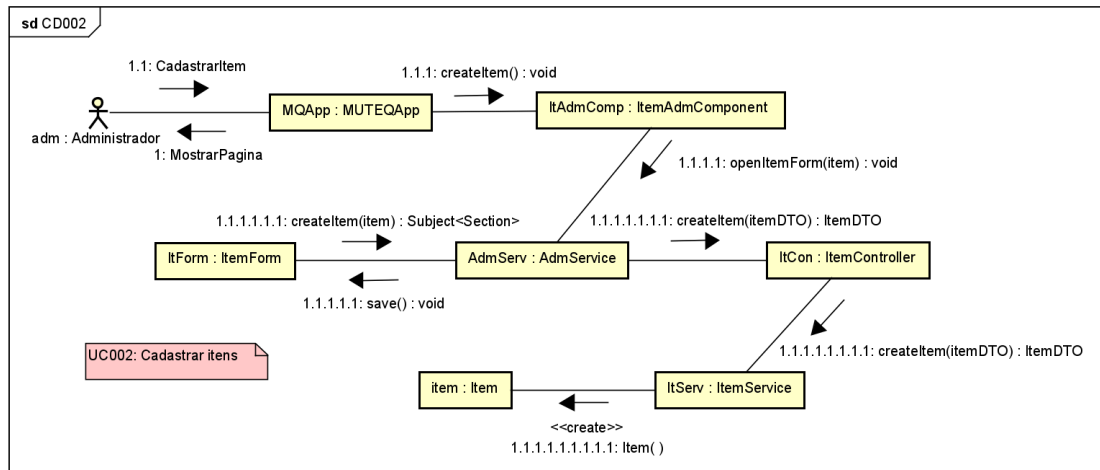 sd CD002
1.1: CadastrarItem
1.1.1: createItem() : void
MQApp : MUTEQApp
ItAdmComp : ItemAdmComponent
adm : Administrador
1: MostrarPagina
1.1.1.1: openItemForm(item) : void
1.1.1.1.1.1: createItem(item) : Subject<Section>
1.1.1.1.1.1.1: createItem(itemDTO) : ItemDTO
ItForm : ItemForm
AdmServ : AdmService
ItCon : ItemController
1.1.1.1.1: save() : void
UC002: Cadastrar itens
1.1.1.1.1.1.1.1: createItem(itemDTO) : ItemDTO
item : Item
ItServ : ItemService
<<create>>
1.1.1.1.1.1.1.1.1: Item( )